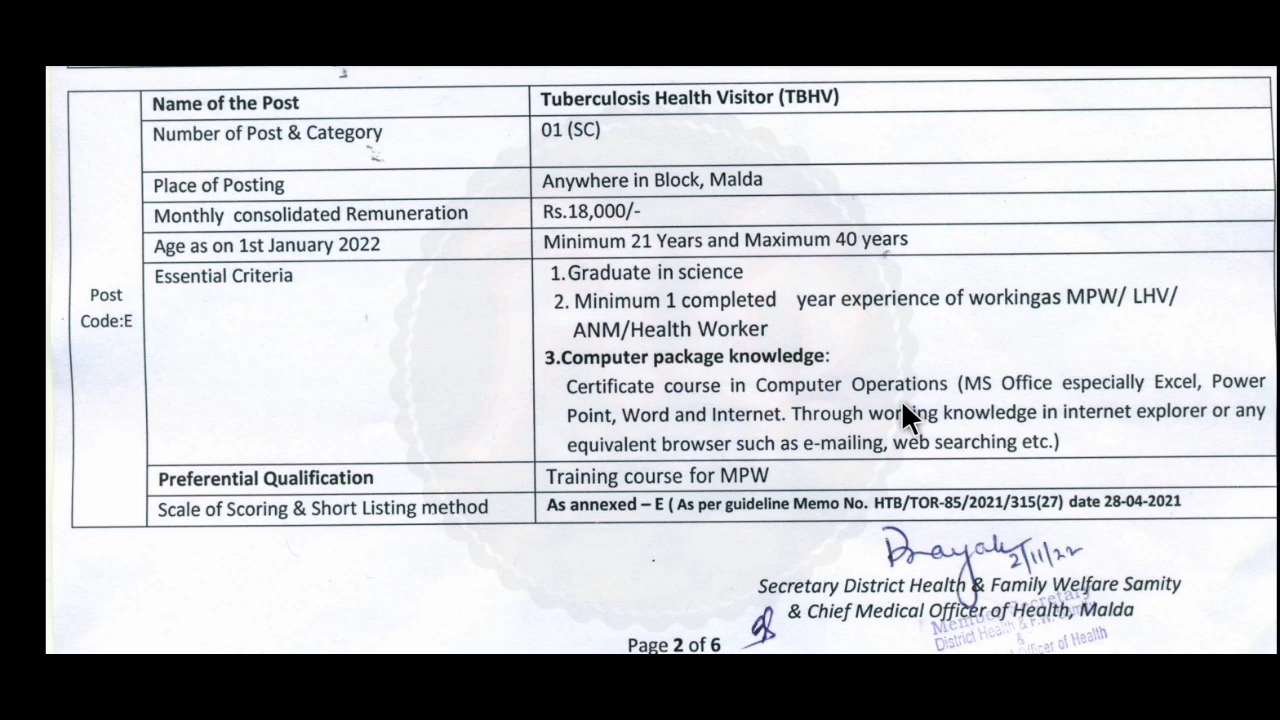 Name of the Post Tuberculosis Health Visitor (TBHV)
Number of Post & Category 01 (SC)
Place of Posting Anywhere in Block, Malda
Monthly consolidated Remuneration Rs.18,000/-
Age as on 1st January 2022 Minimum 21 Years and Maximum 40 years
Essential Criteria 1.Graduate in science
Post
Code:E
2. Minimum 1 completed year experience of workingas MPW/ LHV/
ANM/Health Worker
3.Computer package knowledge:
Certificate course in Computer Operations (MS Office especially Excel, Power
Point, Word and Internet. Through working knowledge in internet explorer or any
equivalent browser such as e-mailing, web searching etc.)
Preferential Qualification Training course for MPW
Scale of Scoring & Short Listing method As annexed – E ( As per guideline Memo No. HTB/TOR-85/2021/315(27) date 28-04-2021
2/11/22
Secretary District Health & Family Welfare Samity
& Chief Medical Officer of Health, Malda
Secretary
District Health &
&
Officer of Health
Page 2 of 6